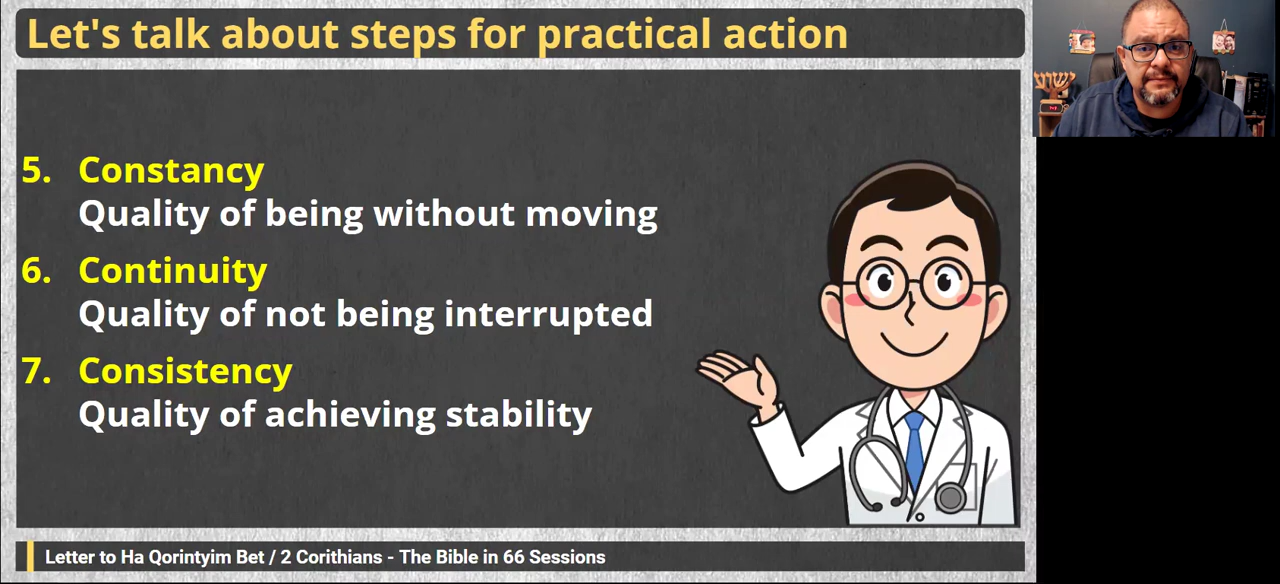 Let's talk about steps for practical action
5. Constancy
Quality of being without moving
6. Continuity
Quality of not being interrupted
7. Consistency
Quality of achieving stability
Letter to Ha Qorintyim Bet / 2 Corithians - The Bible in 66 Sessions